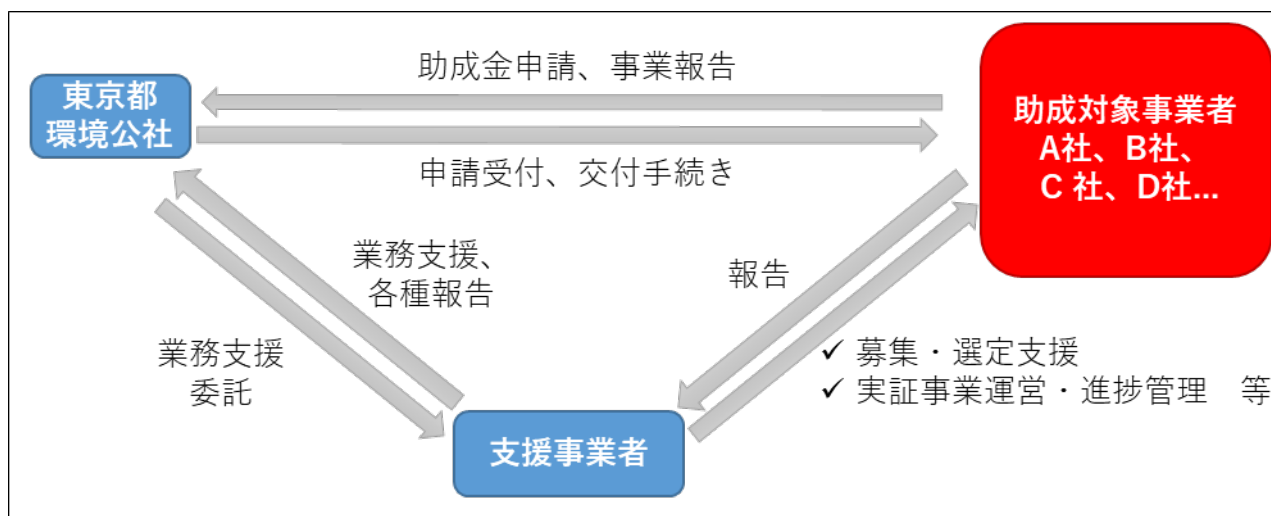 助成金申請、事業報告
東京都
環境公社
助成対象事業者
A社、B社、
C 社、D社...
申請受付、交付手続き
業務支援、
各種報告
報告
業務支援
委託
✓ 募集・選定支援
✓ 実証事業運営・進捗管理　等
支援事業者